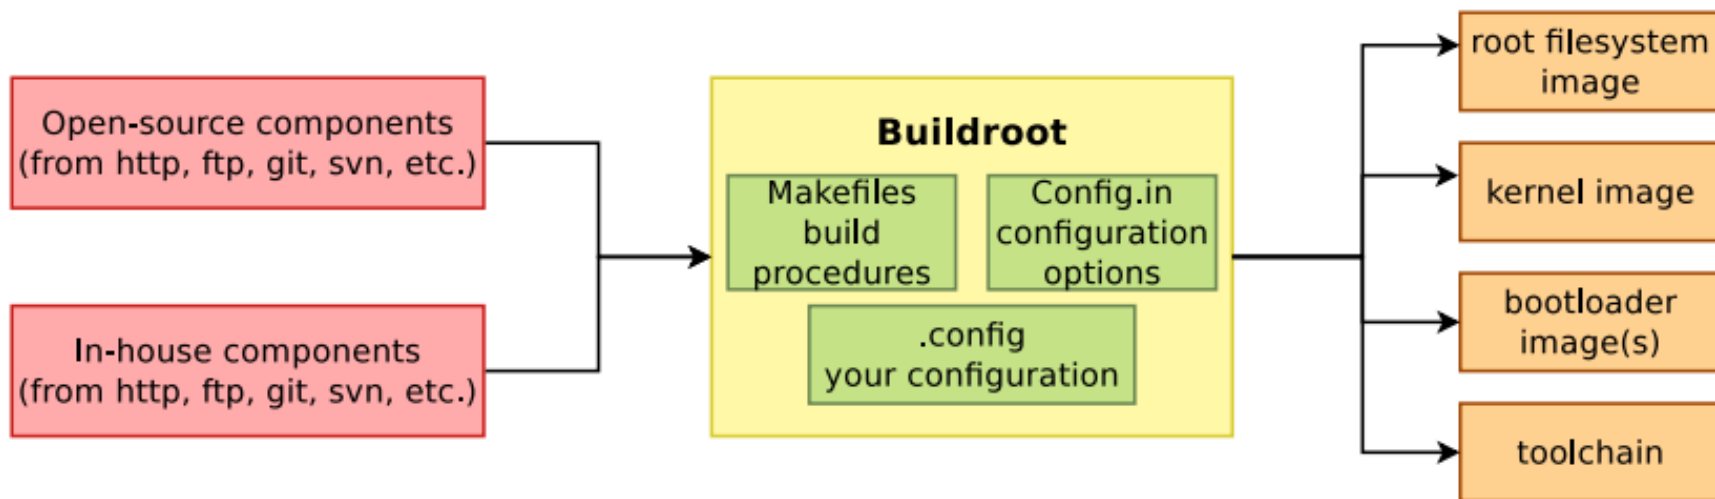 Open-source components
(from http, ftp, git, svn, etc.)
In-house components
(from http, ftp, git, svn, etc.)
Buildroot
Makefiles
build
procedures
Config.in
configuration
options
.config
your configuration
root filesystem
image
kernel image
bootloader
image(s)
toolchain